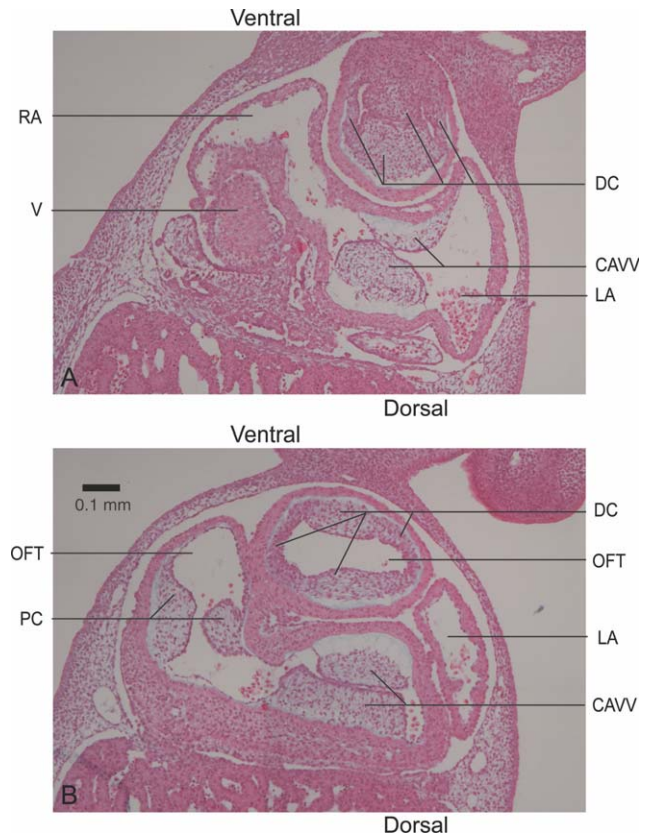 Ventral
RA
V
DC
CAVV
LA
A
Dorsal
Ventral
0.1 mm
OFT
PC
DC
OFT
LA
CAVV
B
Dorsal